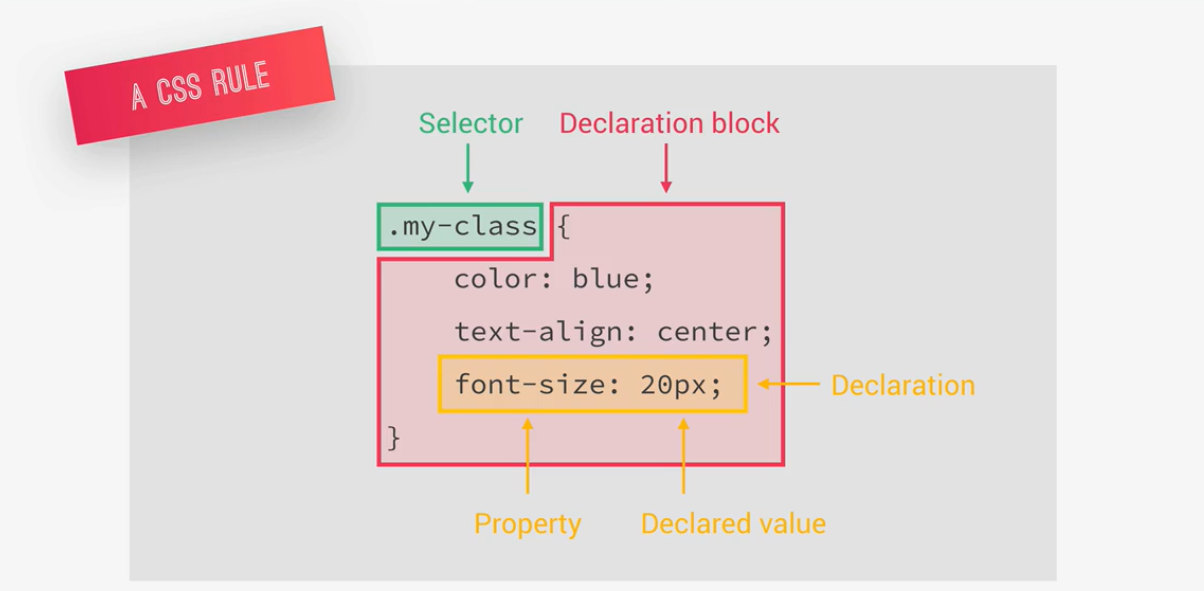 A CSS RULE
Selector Declaration block
.my-class {
color: blue;
text-align: center;
font-size: 20px;
Declaration
}
Property Declared value